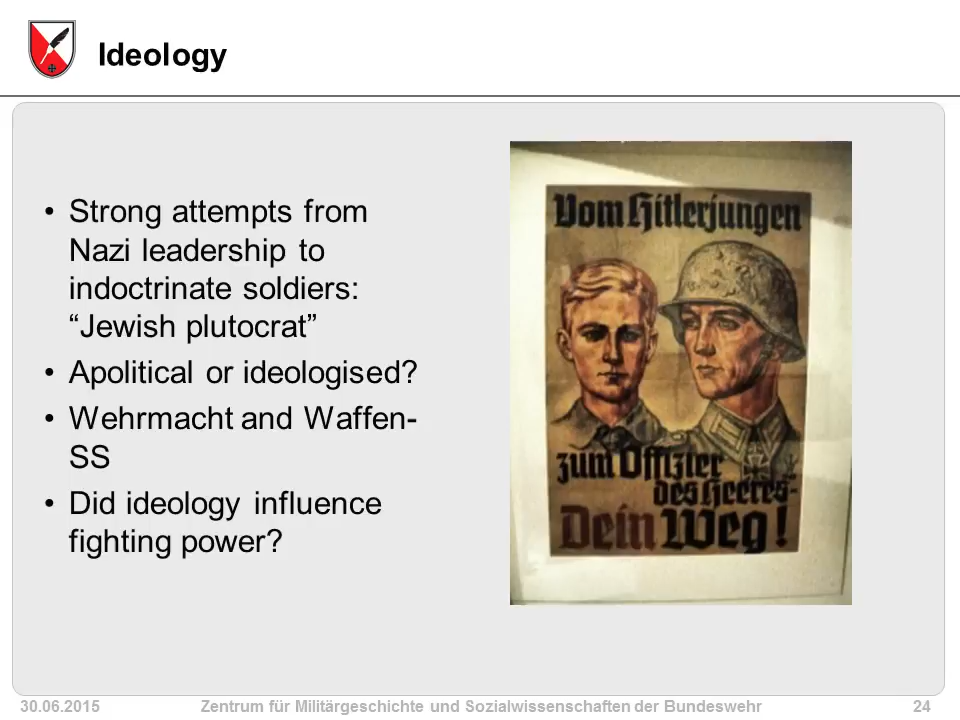 Ideology
• Strong attempts from
Nazi leadership to
indoctrinate soldiers:
“Jewish plutocrat”
• Apolitical or ideologised?
• Wehrmacht and Waffen-
SS
• Did ideology influence
fighting power?
Vom Hitlerjungen
zum Offizier
des Heeres-
Dein Weg!
30.06.2015 Zentrum für Militärgeschichte und Sozialwissenschaften der Bundeswehr 24